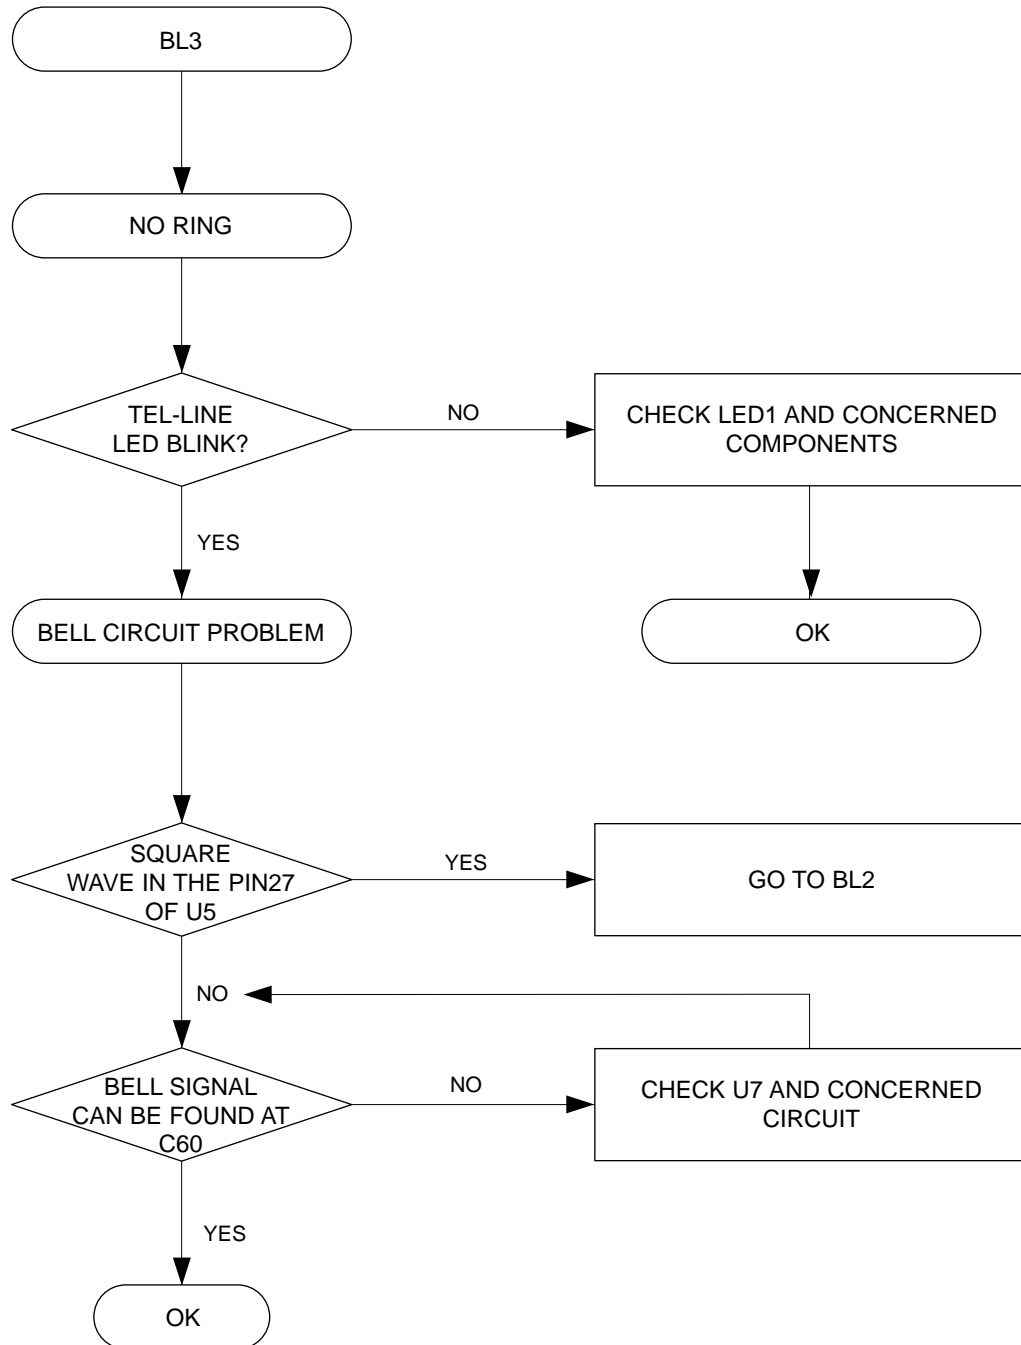 BL3
NO RING
TEL-LINE
LED BLINK?
NO
CHECK LED1 AND CONCERNED
COMPONENTS
YES
BELL CIRCUIT PROBLEM
OK
SQUARE
WAVE IN THE PIN27
OF U5
YES
GO TO BL2
NO
BELL SIGNAL
CAN BE FOUND AT
C60
NO
CHECK U7 AND CONCERNED
CIRCUIT
YES
OK